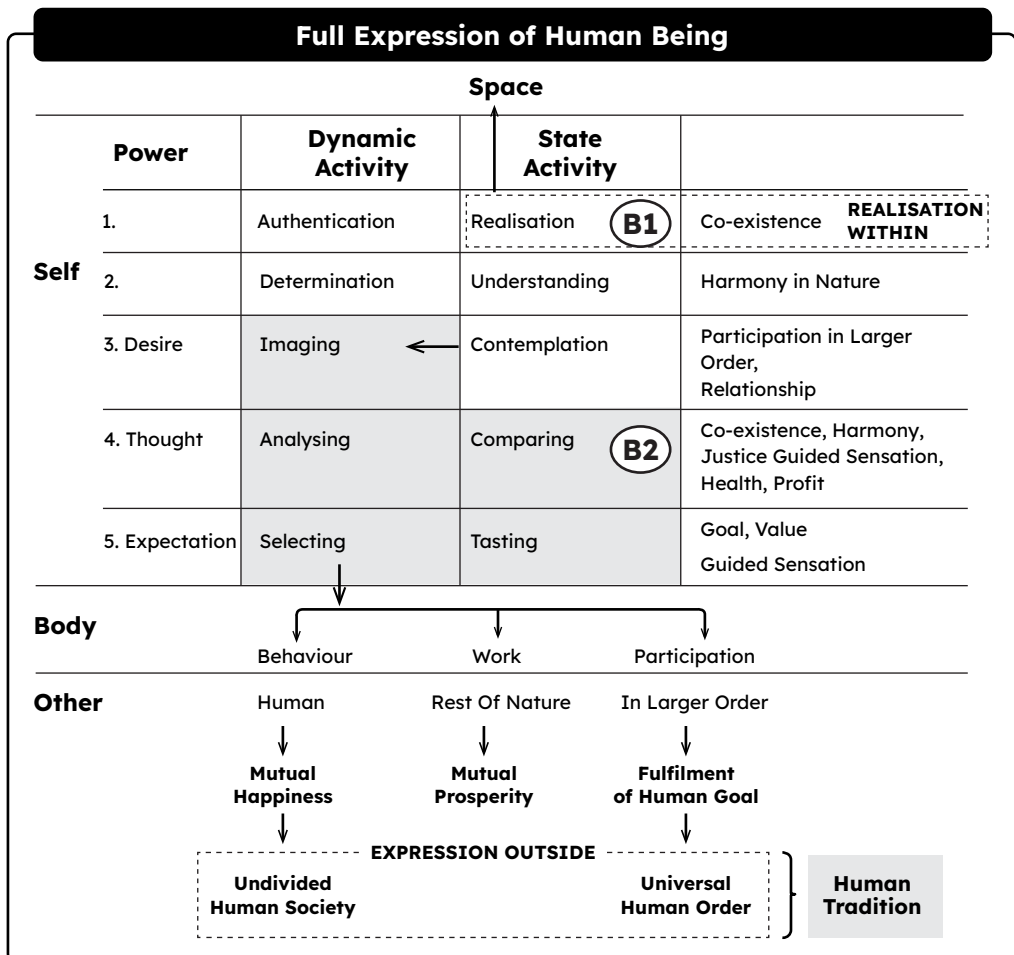 Full Expression of Human Being
Space
Power
Dynamic
Activity
State
Activity
Self
1.
Authentication
Realisation
B1
Co-existence
REALISATION
WITHIN
2.
Determination
Understanding
Harmony in Nature
3. Desire
Imaging
Contemplation
Participation in Larger
Order,
Relationship
4. Thought
Analysing
Comparing
B2
Co-existence, Harmony,
Justice Guided Sensation,
Health, Profit
5. Expectation
Selecting
Tasting
Goal, Value
Guided Sensation
Body
Behaviour
Work
Participation
Other
Human
Rest Of Nature
In Larger Order
Mutual
Happiness
Mutual
Prosperity
Fulfilment
of Human Goal
EXPRESSION OUTSIDE
Undivided
Human Society
Universal
Human Order
Human
Tradition